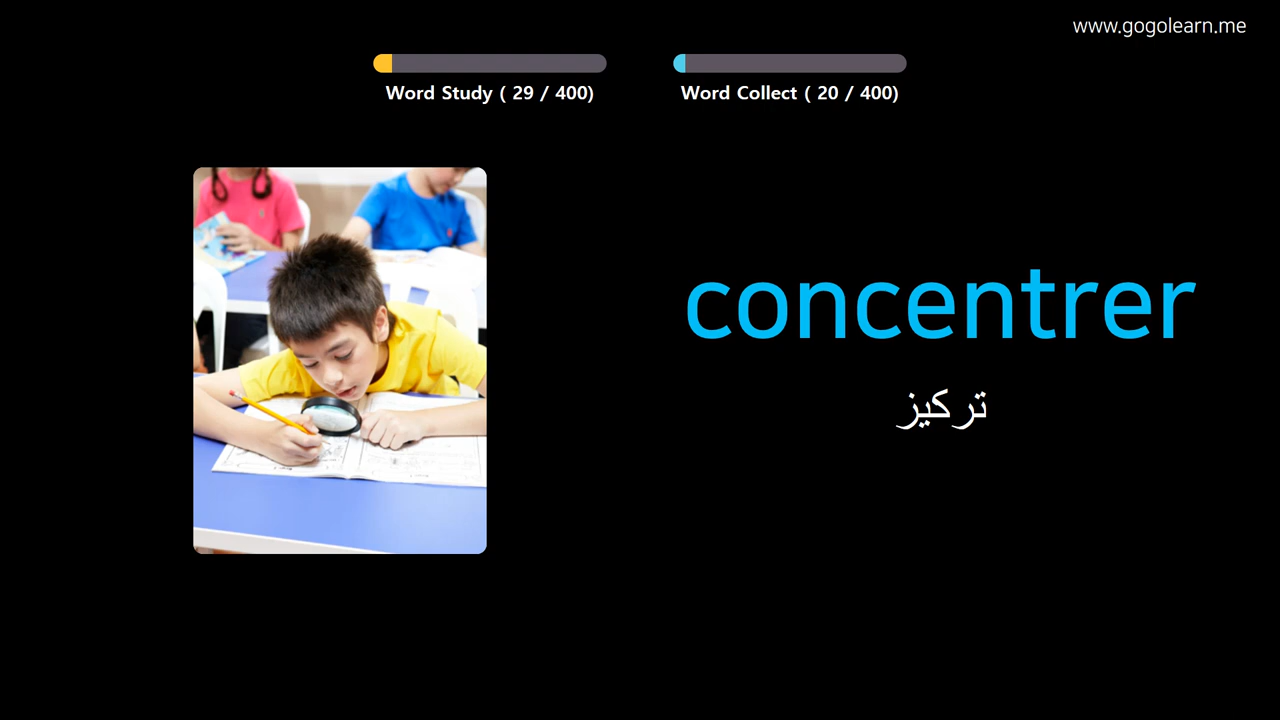 www.gogolearn.me
Word Study ( 29 / 400)
Word Collect ( 20 / 400)
concentrer
تركيز